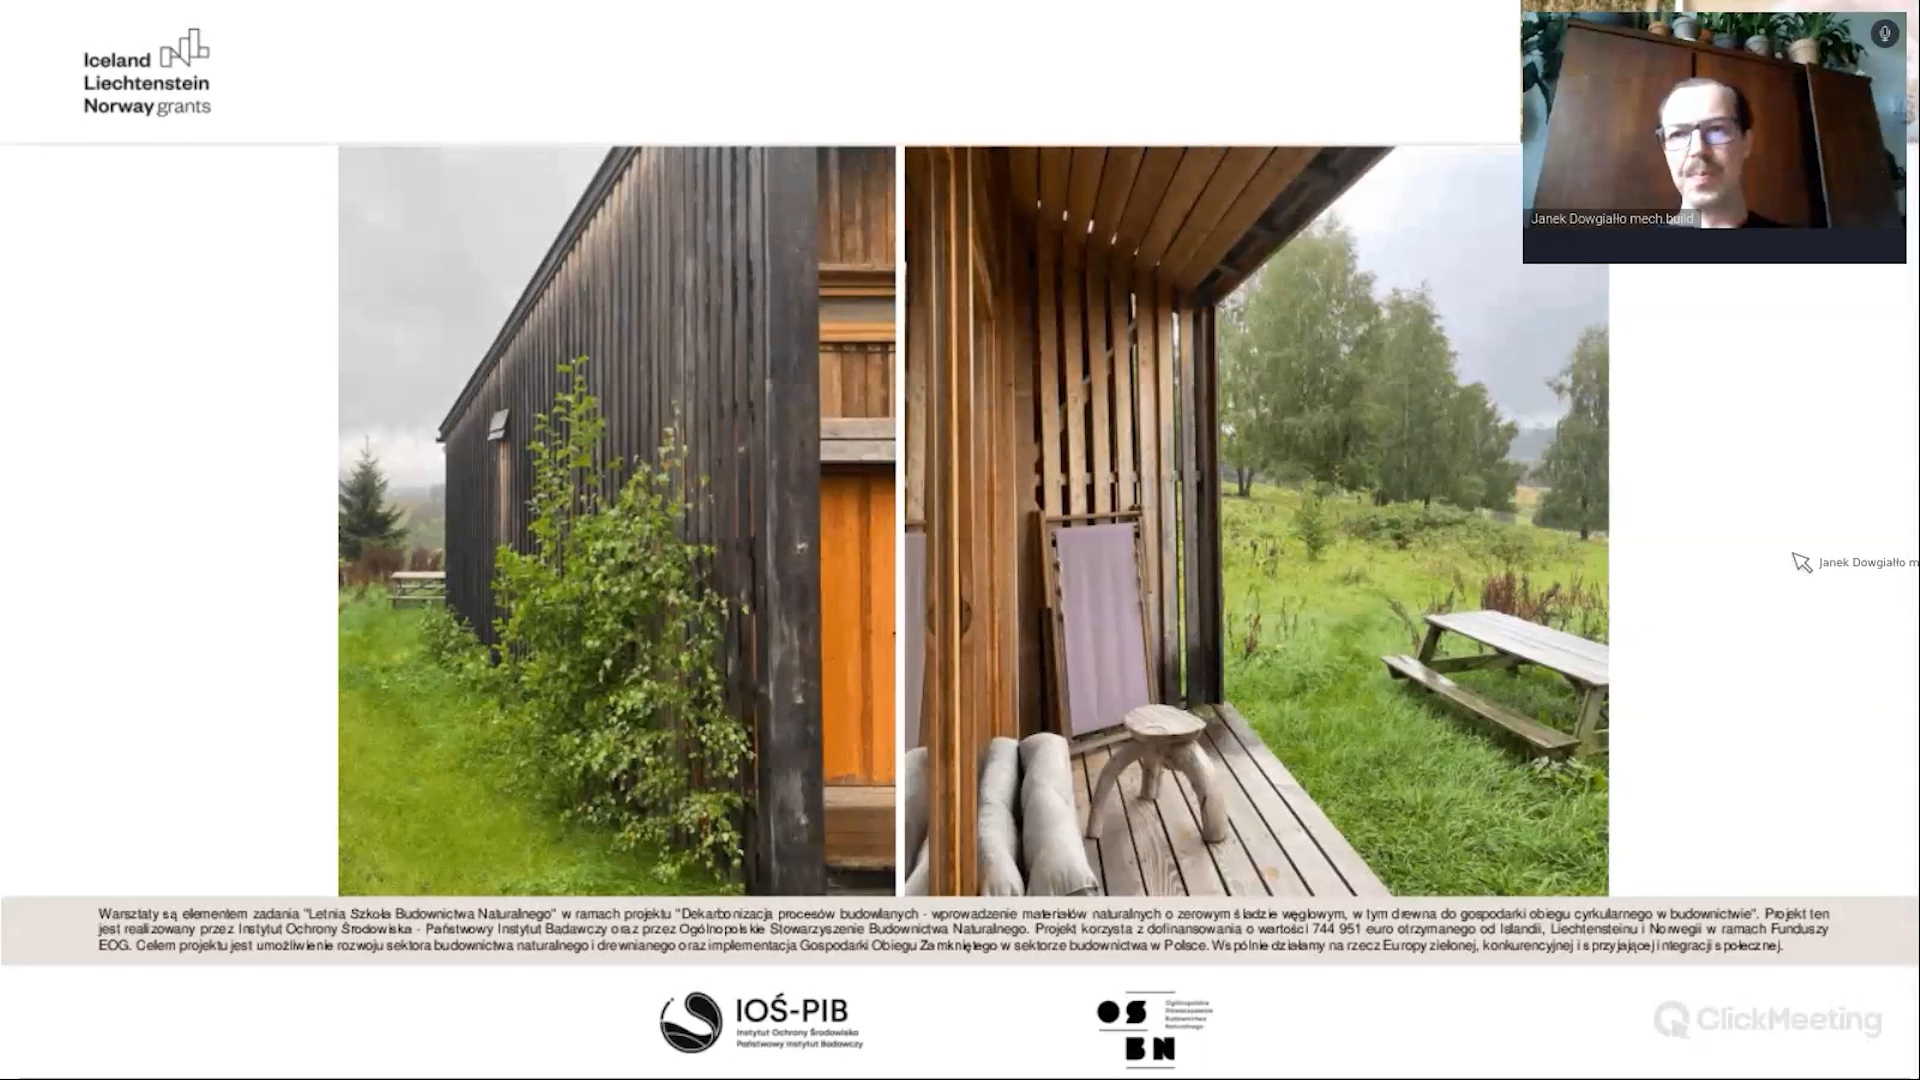 Iceland
Liechtenstein
Norway grants
Janek Dowgiałło mech.build
Janek Dowgiałło m
Warsztaty są elementem zadania "Letnia Szkoła Budownictwa Naturalnego" w ramach projektu "Dekarbonizacja procesów budowlanych - wprowadzenie materiałów naturalnych o zerowym śladzie węglowym, w tym drewna do gospodarki obiegu cyrkularnego w budownictwie". Projekt ten
jest realizowany przez Instytut Ochrony Środowiska - Państwowy Instytut Badawczy oraz przez Ogólnopolskie Stowarzyszenie Budownictwa Naturalnego. Projekt korzysta z dofinansowania o wartości 744 951 euro otrzymanego od Islandii, Liechtensteinu i Norwegii w ramach Funduszy
EOG. Celem projektu jest umożliwienie rozwoju sektora budownictwa naturalnego i drewnianego oraz implementacja Gospodarki Obiegu Zamkniętego w sektorze budownictwa w Polsce. Wspólnie działamy na rzecz Europy zielonej, konkurencyjnej i sprzyjającej integracji społecznej.
IOŚ-PIB
Instytut Ochrony Środowiska
Państwowy Instytut Badawczy
OS
BN
Ogólnopolskie
Stowarzyszenie
Budownictwa
Naturalnego
ClickMeeting